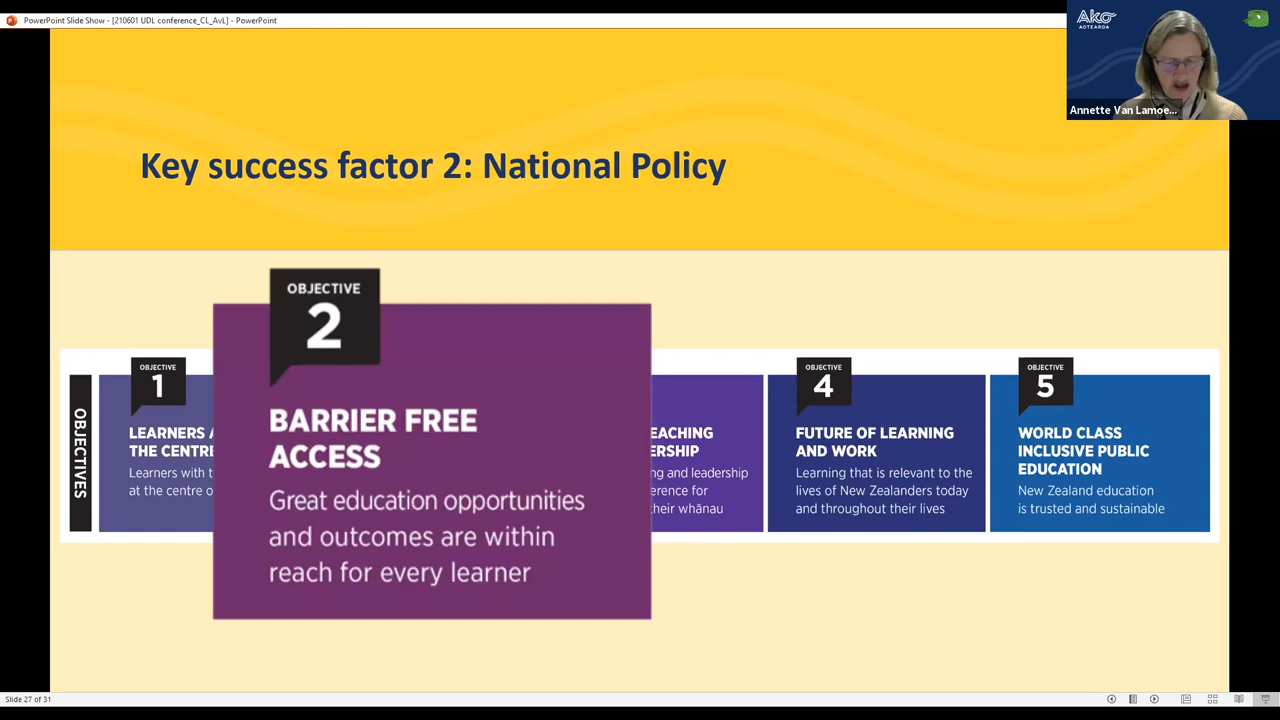 PowerPoint Slide Show - [210601 UDL conference_CL_AvL] - PowerPoint
Ako
AOTEAROA
Annette Van Lamoe...
Key success factor 2: National Policy
OBJECTIVES
OBJECTIVE
1
LEARNERS A
THE CENTRE
Learners with t
at the centre o
OBJECTIVE
2
BARRIER FREE
ACCESS
Great education opportunities
and outcomes are within
reach for every learner
EACHING
ERSHIP
ng and leadership
erence for
their whānau
OBJECTIVE
4
FUTURE OF LEARNING
AND WORK
Learning that is relevant to the
lives of New Zealanders today
and throughout their lives
OBJECTIVE
5
WORLD CLASS
INCLUSIVE PUBLIC
EDUCATION
New Zealand education
is trusted and sustainable
Slide 27 of 31